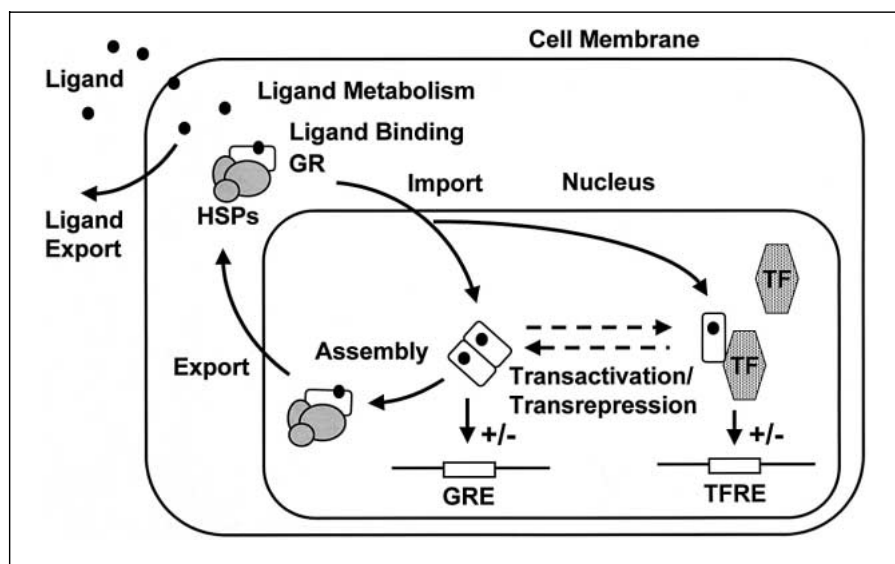 Cell Membrane
Ligand
Ligand Metabolism
Ligand Binding
GR
Import
Nucleus
Ligand
Export
HSPs
TF
TF
Assembly
Export
Transactivation/
Transrepression
+/-
+/-
GRE
TFRE